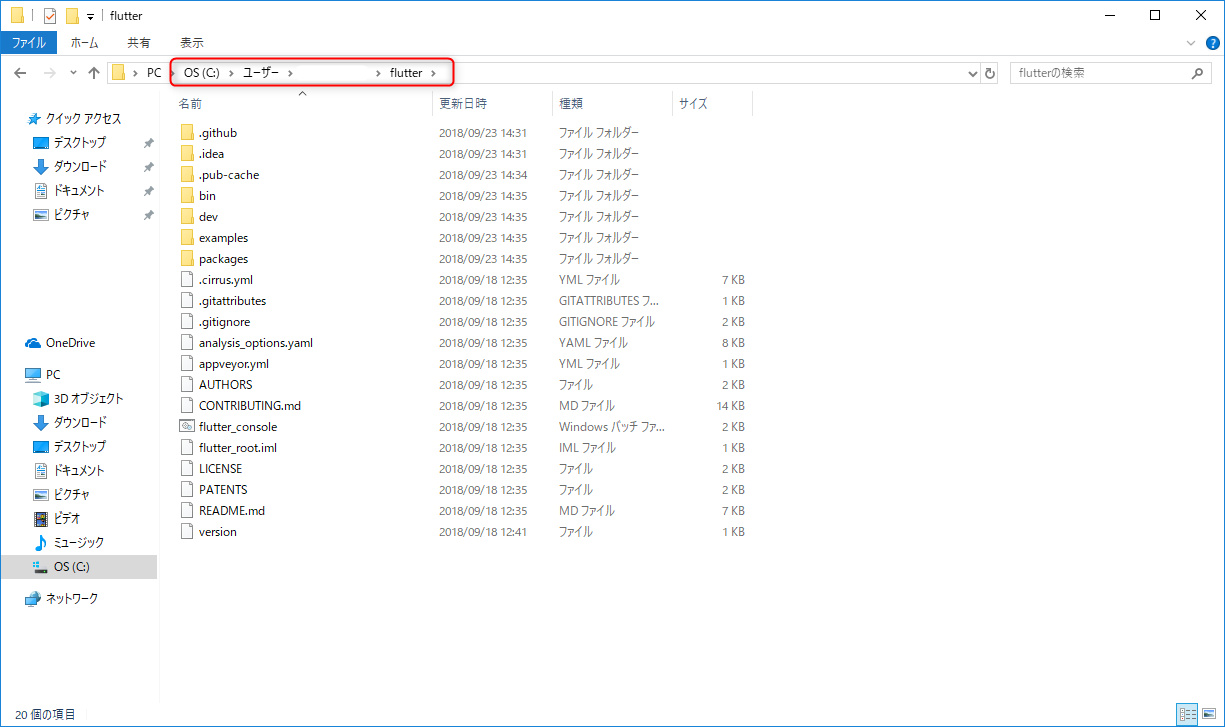 flutter
ファイル ホーム 共有 表示
PC OS (C:) ユーザー flutter flutterの検索
名前 更新日時 種類 サイズ
クイック アクセス
デスクトップ
ダウンロード
ドキュメント
ピクチャ
OneDrive
PC
3D オブジェクト
ダウンロード
デスクトップ
ドキュメント
ピクチャ
ビデオ
ミュージック
OS (C:)
ネットワーク
.github 2018/09/23 14:31 ファイル フォルダー
.idea 2018/09/23 14:31 ファイル フォルダー
.pub-cache 2018/09/23 14:34 ファイル フォルダー
bin 2018/09/23 14:35 ファイル フォルダー
dev 2018/09/23 14:35 ファイル フォルダー
examples 2018/09/23 14:35 ファイル フォルダー
packages 2018/09/23 14:35 ファイル フォルダー
.cirrus.yml 2018/09/18 12:35 YML ファイル 7 KB
.gitattributes 2018/09/18 12:35 GITATTRIBUTES フ... 1 KB
.gitignore 2018/09/18 12:35 GITIGNORE ファイル 2 KB
analysis_options.yaml 2018/09/18 12:35 YAML ファイル 8 KB
appveyor.yml 2018/09/18 12:35 YML ファイル 1 KB
AUTHORS 2018/09/18 12:35 ファイル 2 KB
CONTRIBUTING.md 2018/09/18 12:35 MD ファイル 14 KB
flutter_console 2018/09/18 12:35 Windows バッチ ファ... 2 KB
flutter_root.iml 2018/09/18 12:35 IML ファイル 1 KB
LICENSE 2018/09/18 12:35 ファイル 2 KB
PATENTS 2018/09/18 12:35 ファイル 2 KB
README.md 2018/09/18 12:35 MD ファイル 7 KB
version 2018/09/18 12:41 ファイル 1 KB
20 個の項目